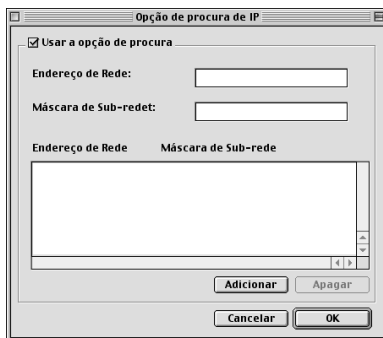 Opção de procura de IP
Usar a opção de procura
Endereço de Rede:
Máscara de Sub-redet:
Endereço de Rede Máscara de Sub-rede
Adicionar Apagar
Cancelar OK